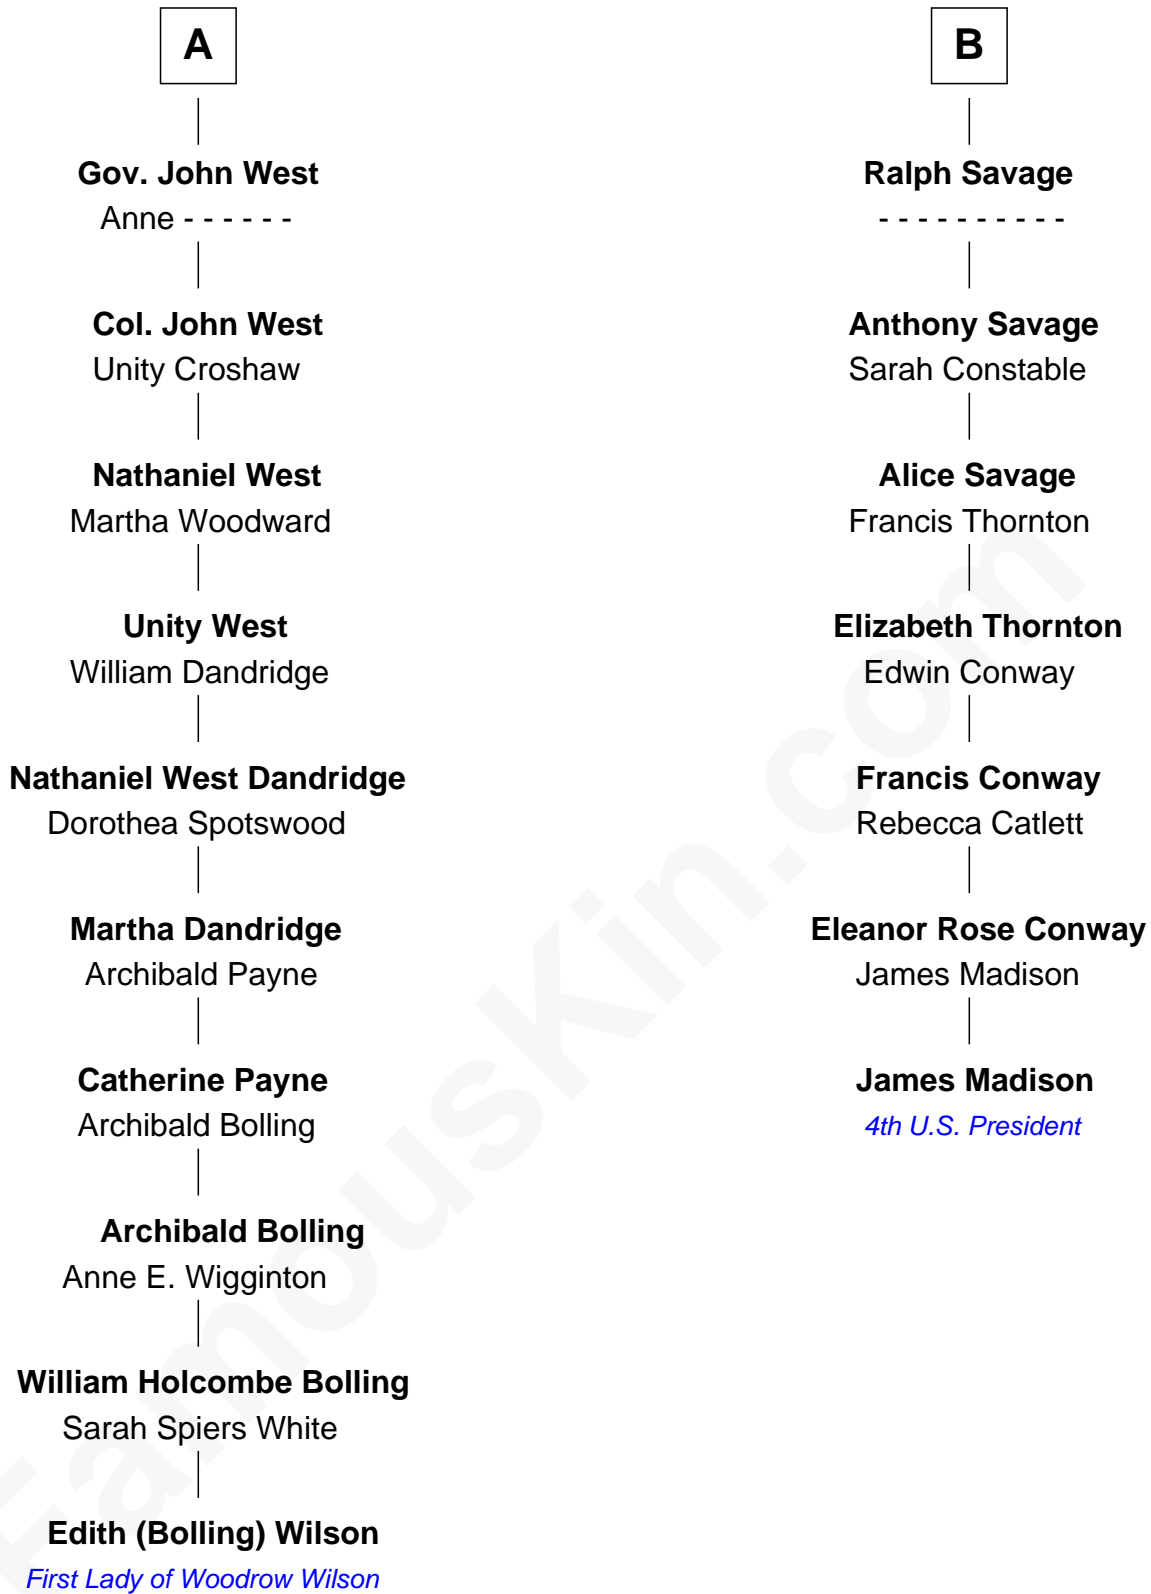 A
Gov. John West
Anne - - - - - -
Col. John West
Unity Croshaw
Nathaniel West
Martha Woodward
Unity West
William Dandridge
Nathaniel West Dandridge
Dorothea Spotswood
Martha Dandridge
Archibald Payne
Catherine Payne
Archibald Bolling
Archibald Bolling
Anne E. Wigginton
William Holcombe Bolling
Sarah Spiers White
Edith (Bolling) Wilson
First Lady of Woodrow Wilson
B
Ralph Savage
- - - - - - - - - -
Anthony Savage
Sarah Constable
Alice Savage
Francis Thornton
Elizabeth Thornton
Edwin Conway
Francis Conway
Rebecca Catlett
Eleanor Rose Conway
James Madison
James Madison
4th U.S. President
FamousKin.com